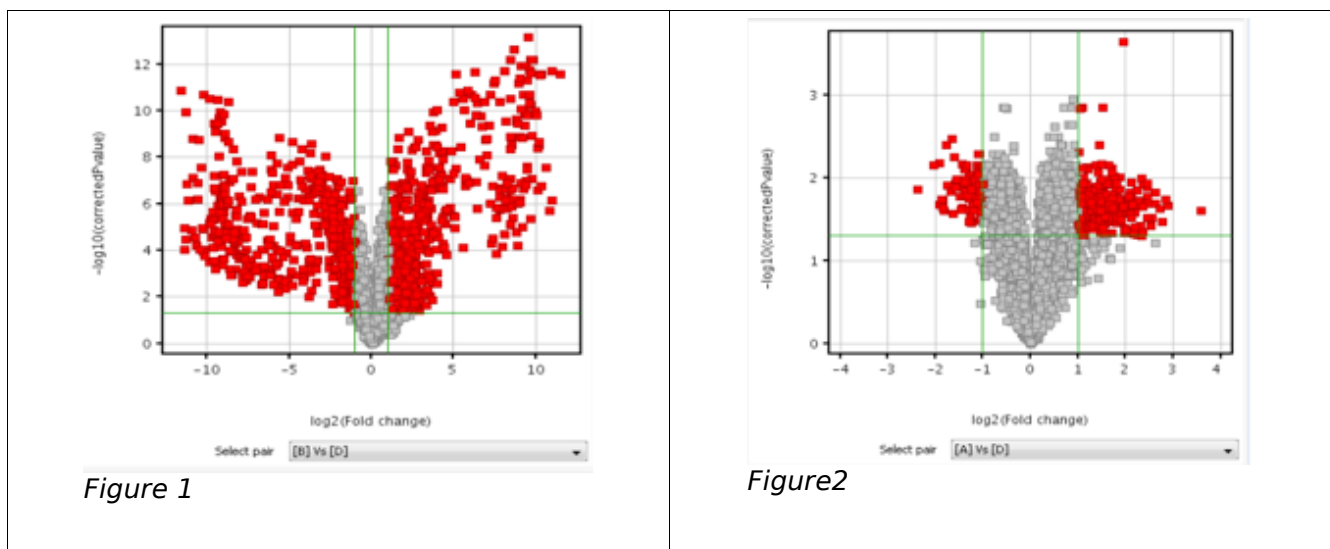 12
10
8
6
4
2
0
-log10(correctedPvalue)
-10 -5 0 5 10
log2(Fold change)
Select pair [B] Vs [D]
Figure 1
3
2
1
0
-log10(correctedPvalue)
-4 -3 -2 -1 0 1 2 3 4
log2(Fold change)
Select pair [A] Vs [D]
Figure2